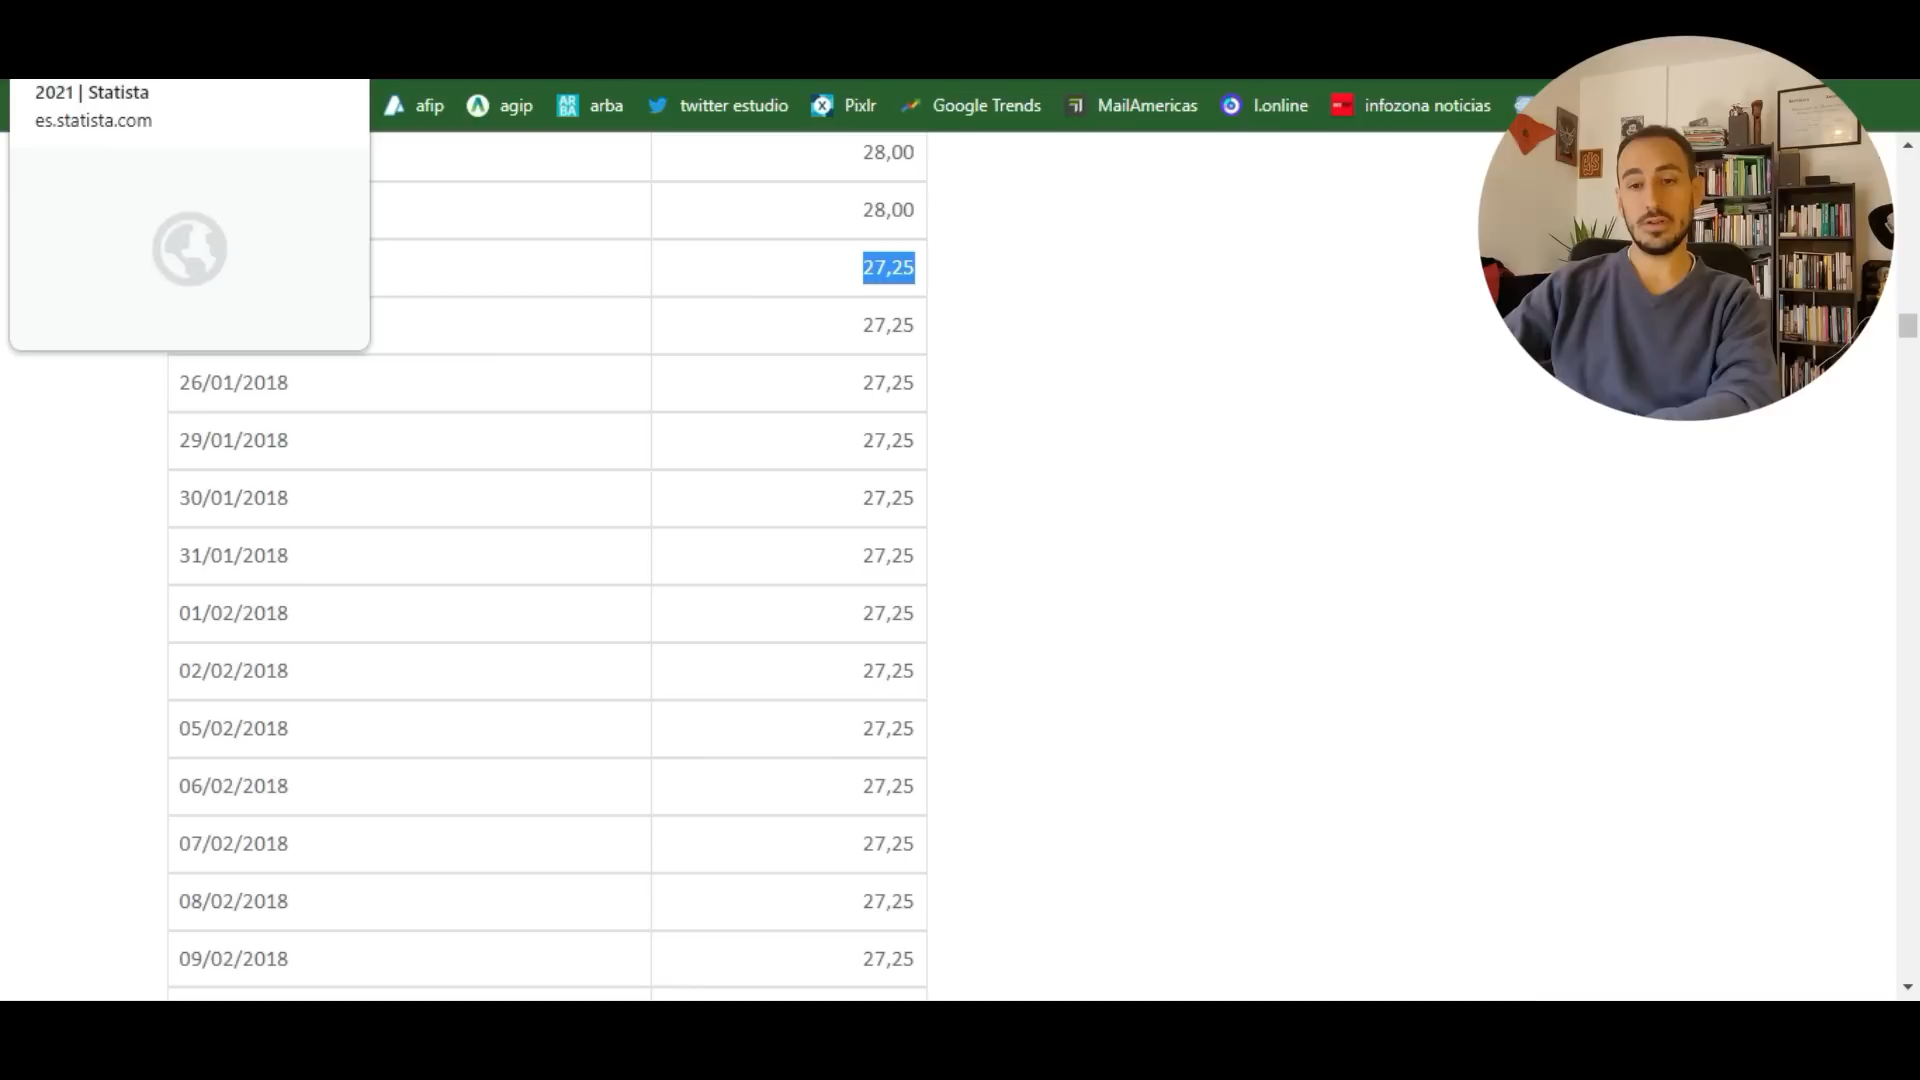 2021 | Statista
es.statista.com
afip
agip
AR
BA
arba
twitter estudio
Pixlr
Google Trends
MailAmericas
I.online
infozona noticias
28,00
28,00
27,25
27,25
26/01/2018 27,25
29/01/2018 27,25
30/01/2018 27,25
31/01/2018 27,25
01/02/2018 27,25
02/02/2018 27,25
05/02/2018 27,25
06/02/2018 27,25
07/02/2018 27,25
08/02/2018 27,25
09/02/2018 27,25